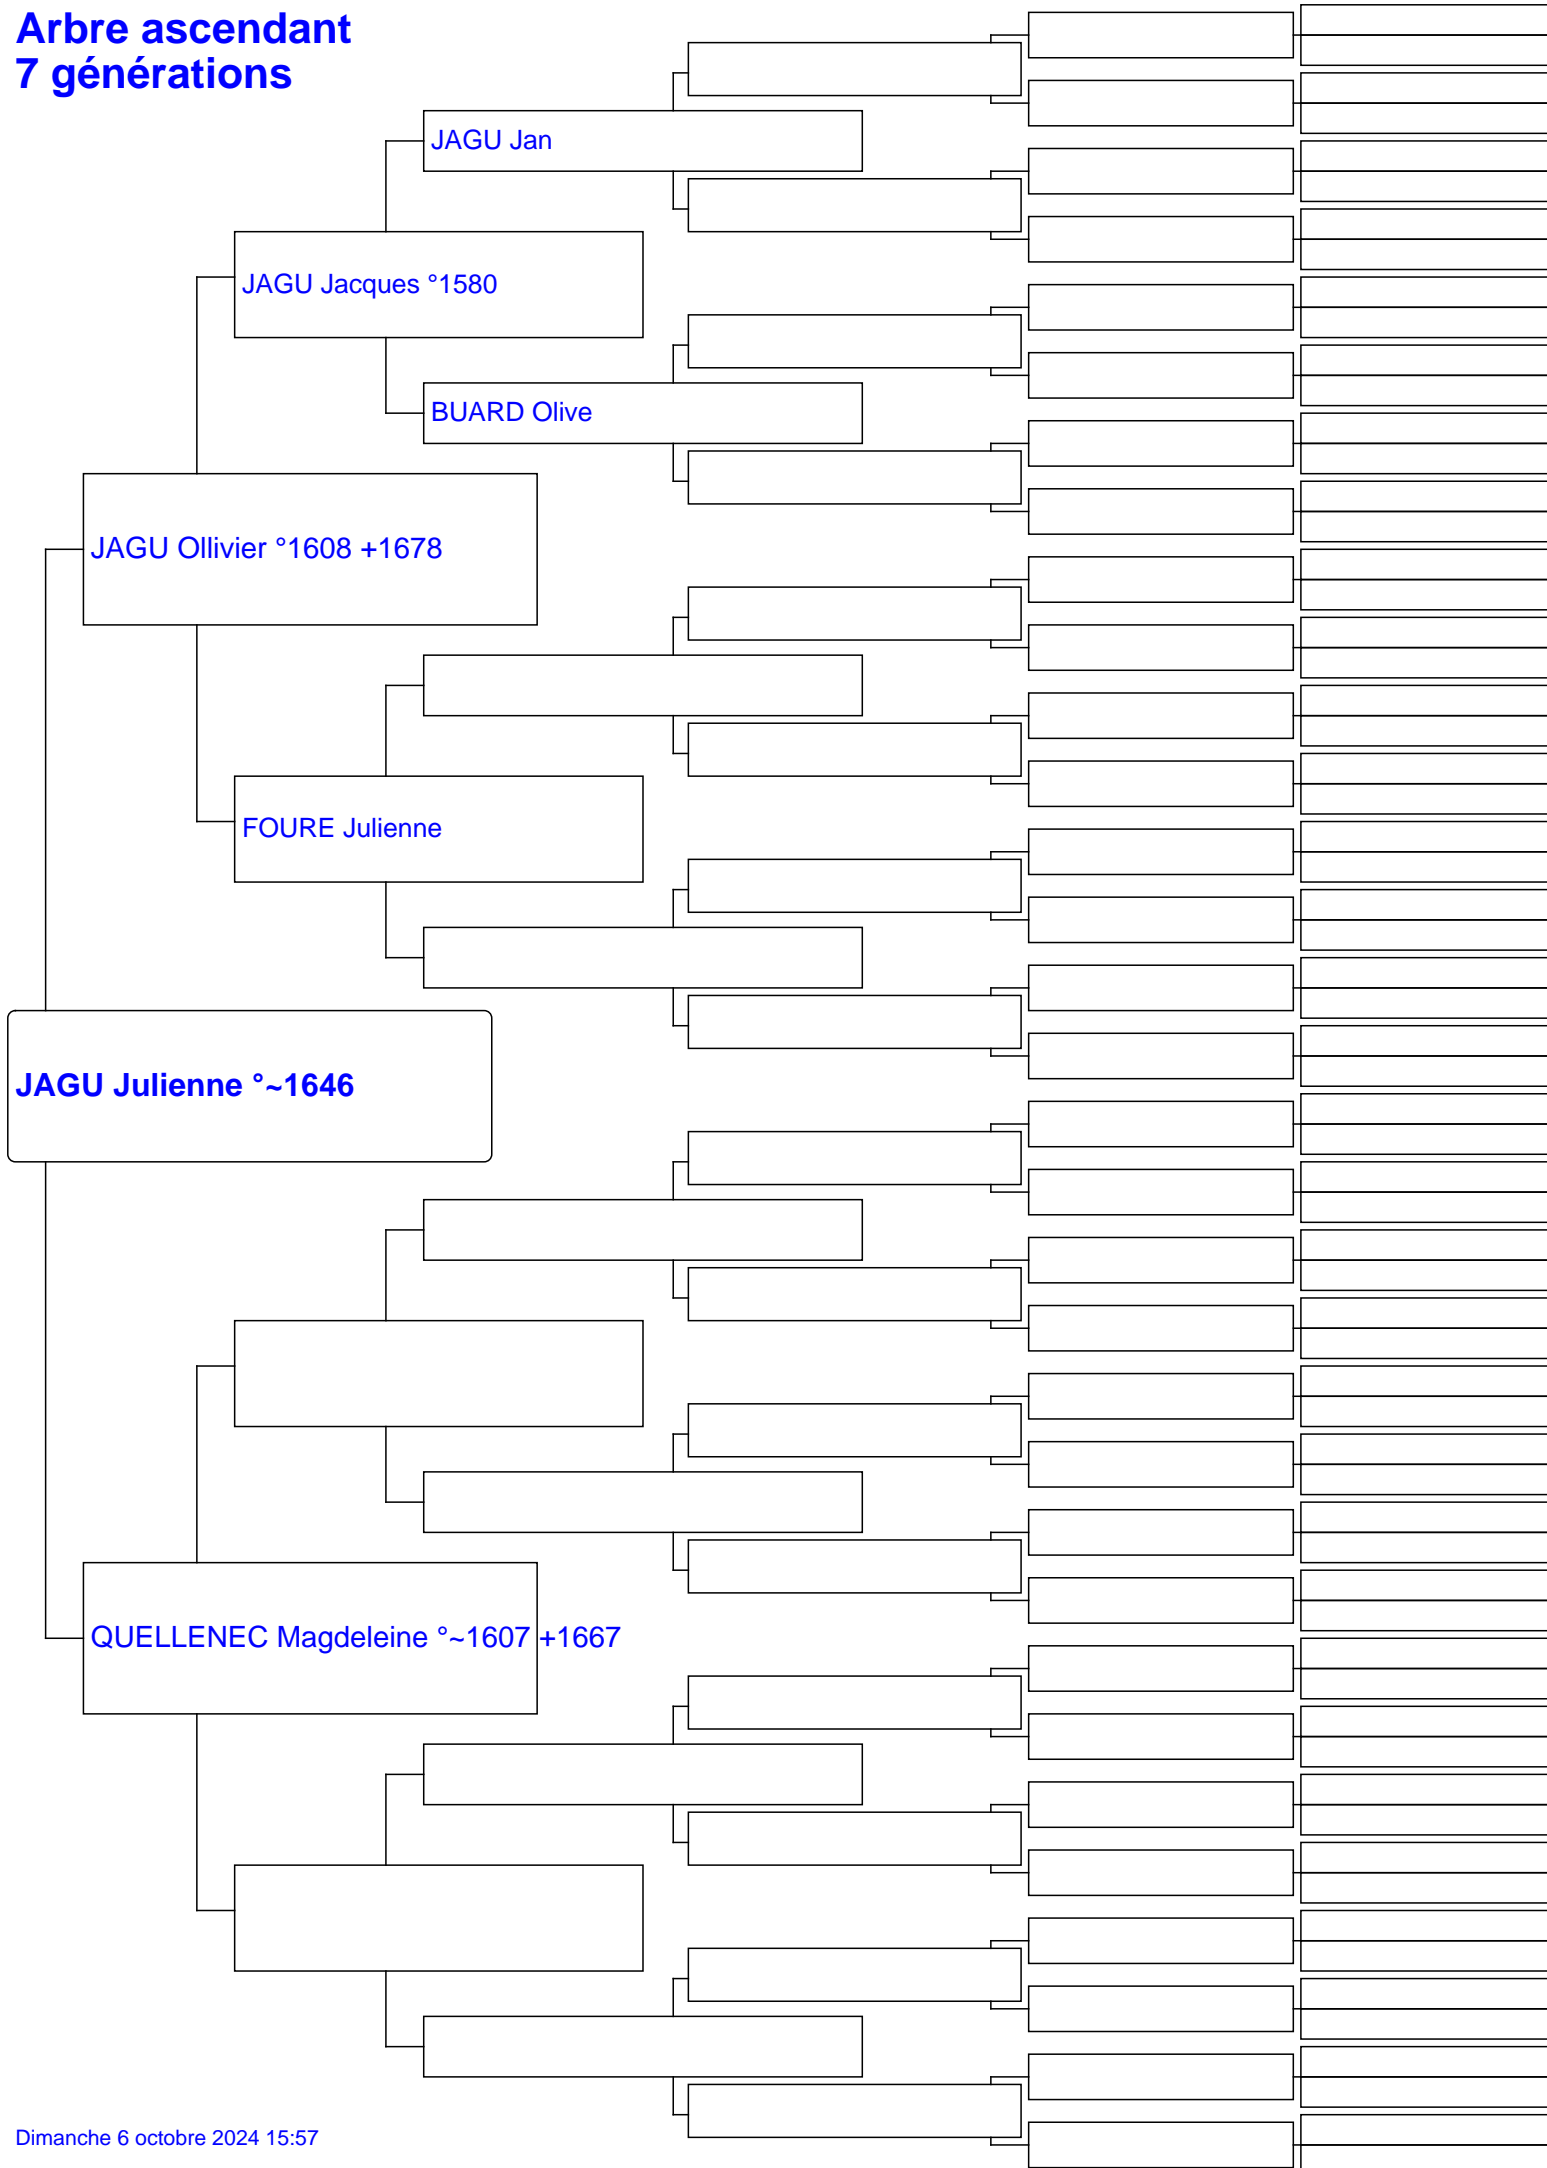 Arbre ascendant
7 générations
JAGU Jan
JAGU Jacques °1580
BUARD Olive
JAGU Ollivier °1608 +1678
FOURE Julienne
JAGU Julienne °~1646
QUELLENEC Magdeleine °~1607 +1667
Dimanche 6 octobre 2024 15:57